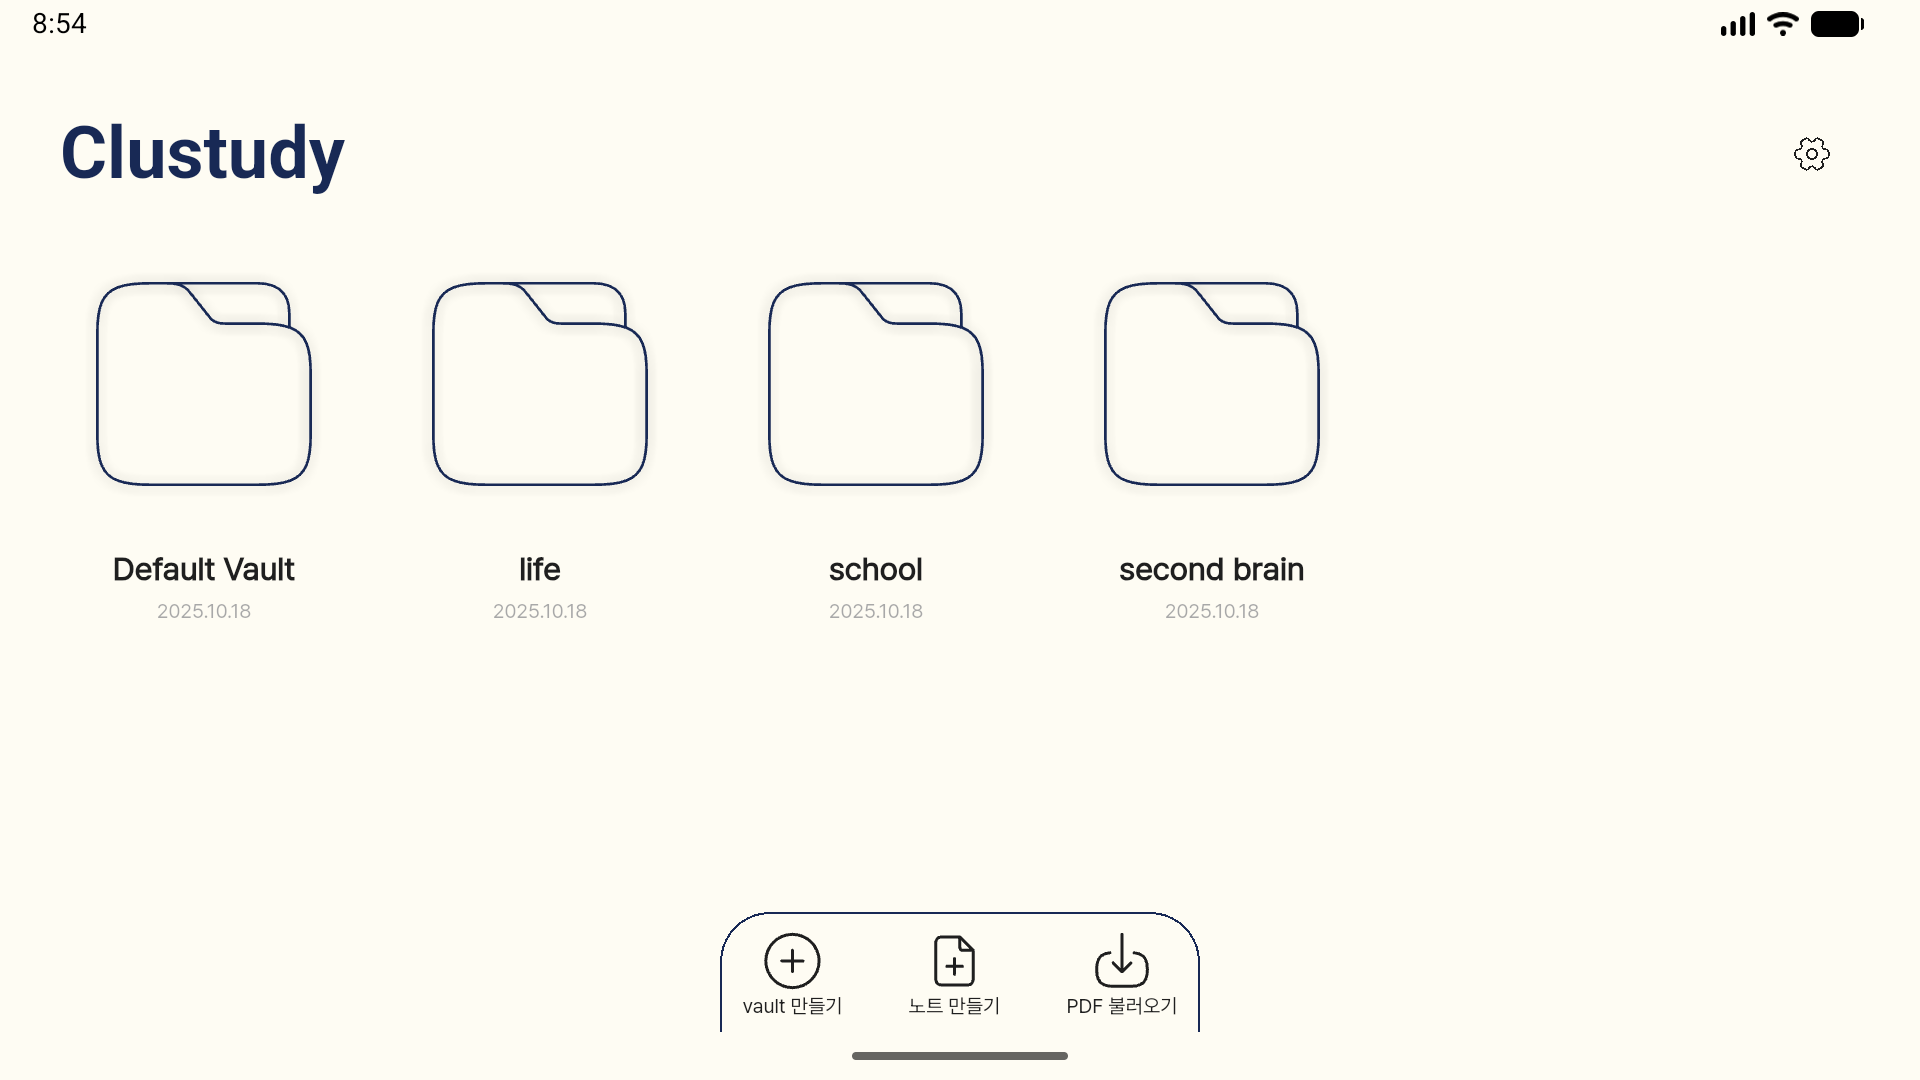 8:54
Clustudy
Default Vault
2025.10.18
life
2025.10.18
school
2025.10.18
second brain
2025.10.18
vault 만들기
노트 만들기
PDF 불러오기